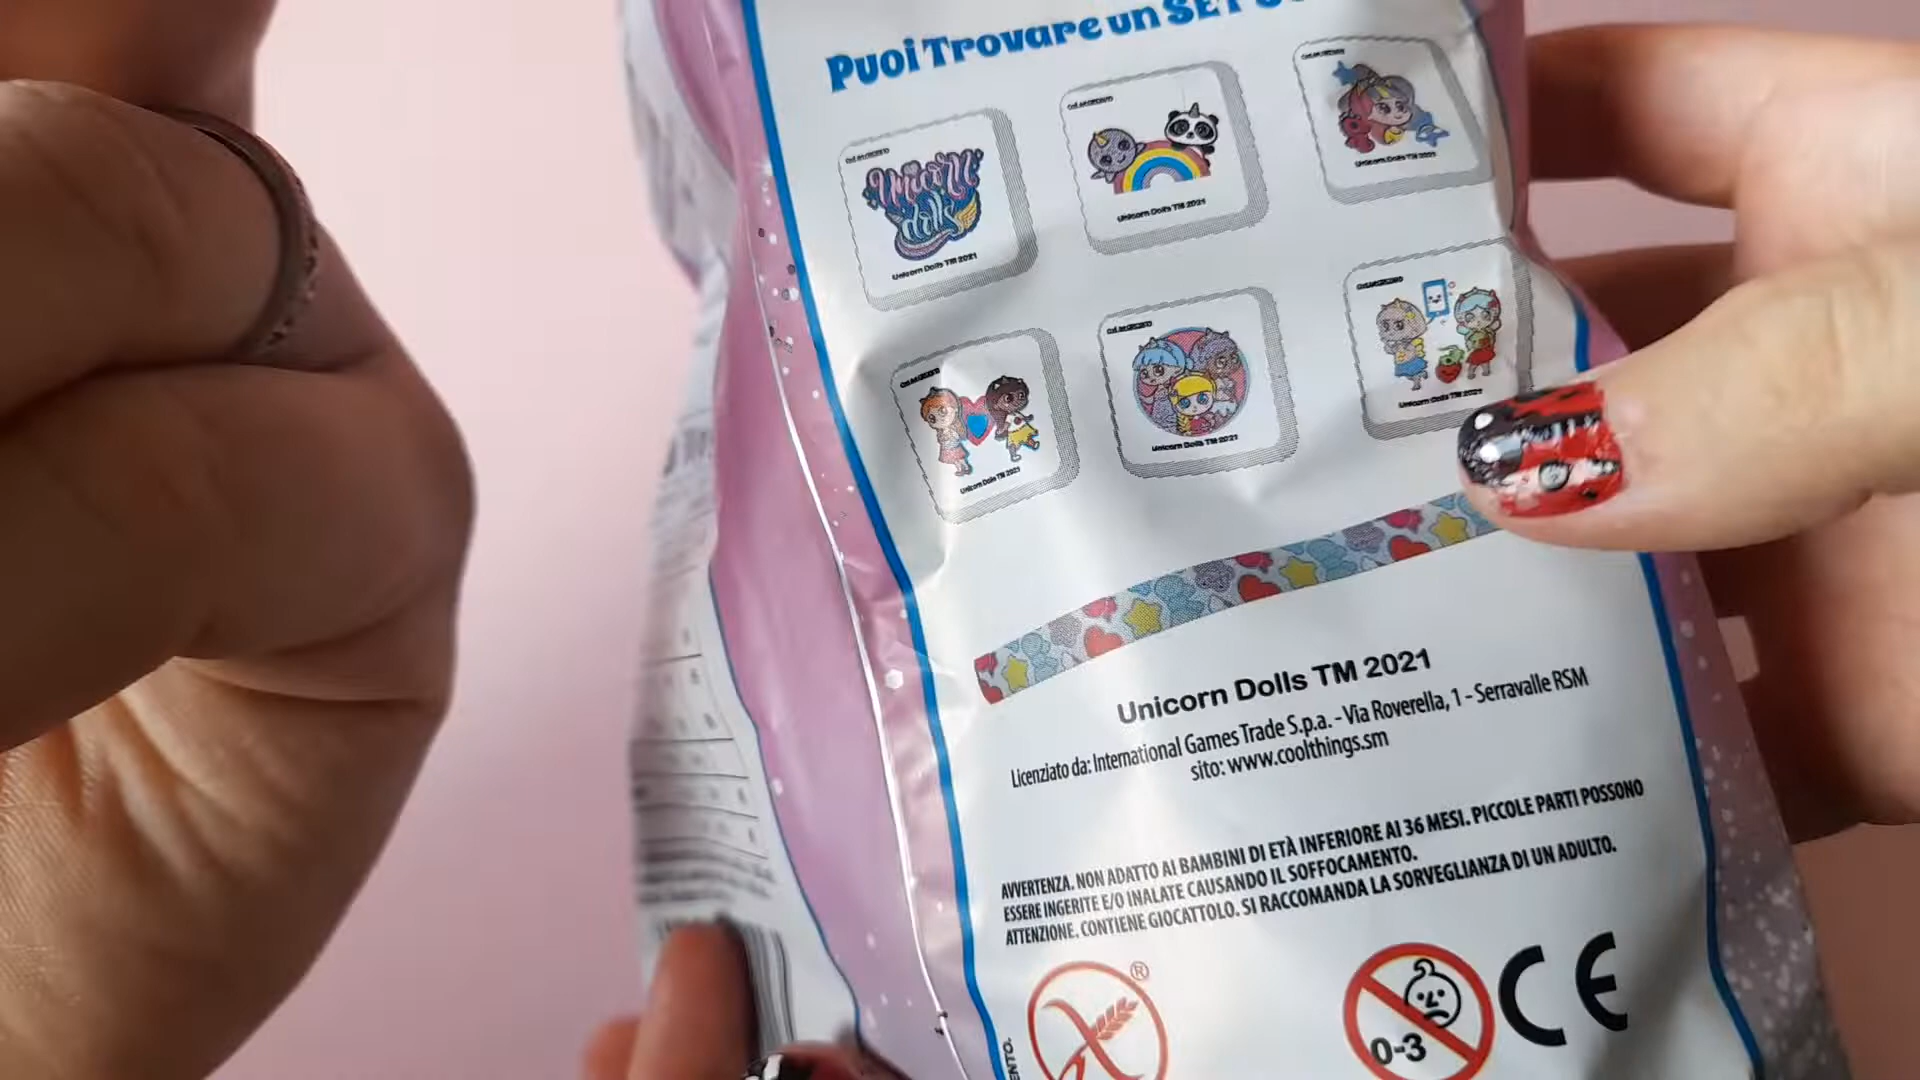 Puoi Trovare un SET
Unicorn dolls
Unicorn Dolls TM 2021
Unicorn Dolls TM 2021
Unicorn Dolls TM 2021
Unicorn Dolls TM 2021
Unicorn Dolls TM 2021
Unicorn Dolls TM 2021
Unicorn Dolls TM 2021
Licenziato da: International Games Trade S.p.a. - Via Roverella, 1 - Serravalle RSM
sito: www.coolthings.sm
AVVERTENZA. NON ADATTO AI BAMBINI DI ETÀ INFERIORE AI 36 MESI. PICCOLE PARTI POSSONO
ESSERE INGERITE E/O INALATE CAUSANDO IL SOFFOCAMENTO.
ATTENZIONE. CONTIENE GIOCATTOLO. SI RACCOMANDA LA SORVEGLIANZA DI UN ADULTO.
®
0-3
CE